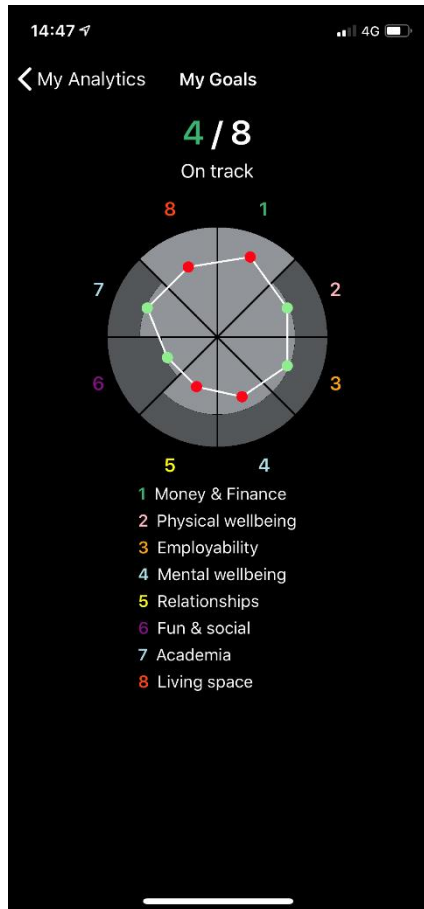 14:47 4G
My Analytics My Goals
4 / 8
On track
8 1
7 2
6 3
5 4
1 Money & Finance
2 Physical wellbeing
3 Employability
4 Mental wellbeing
5 Relationships
6 Fun & social
7 Academia
8 Living space